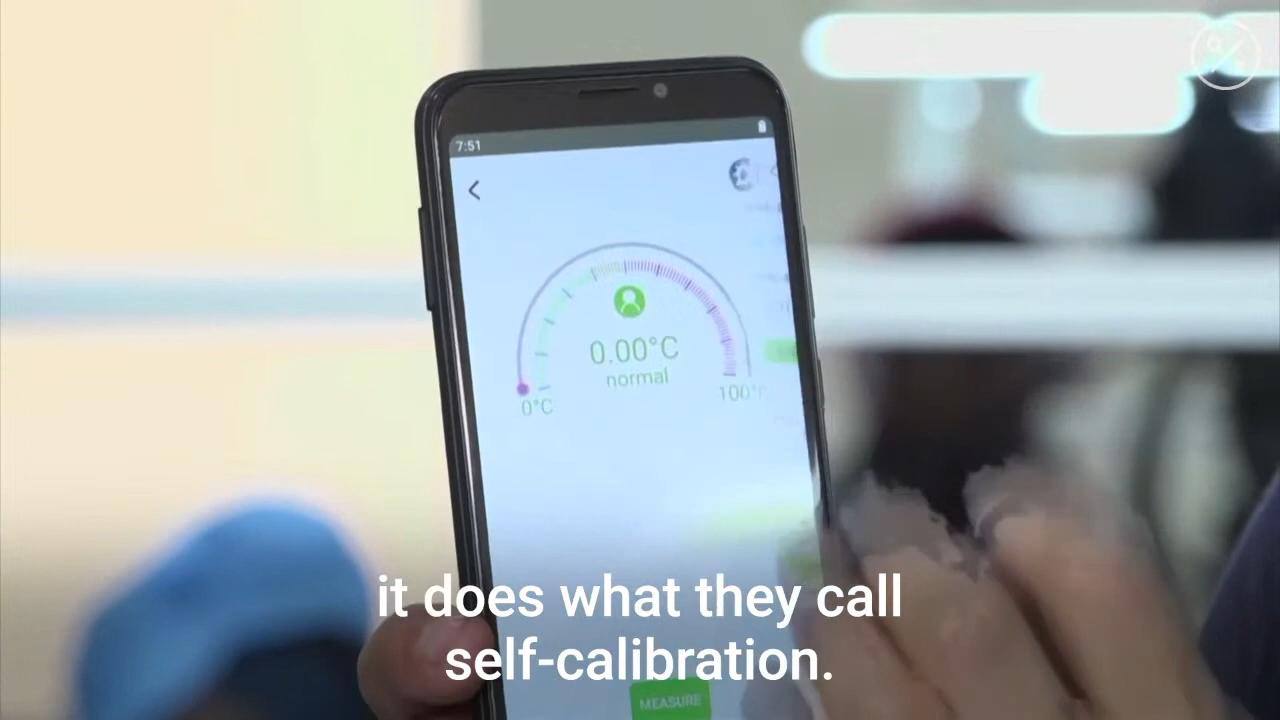 7:51
0.00°C
normal
0°C
100°
it does what they call
self-calibration.
MEASURE